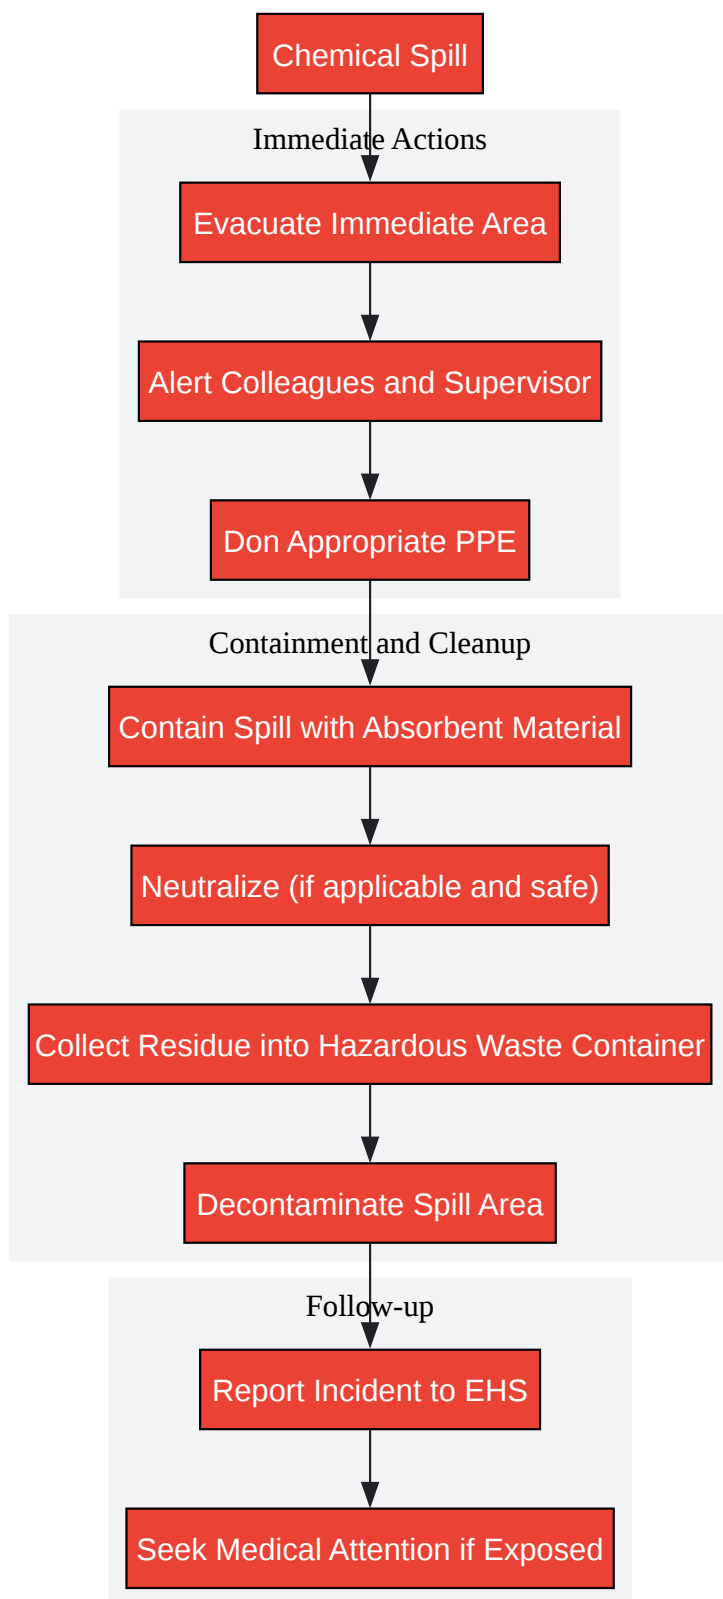 Chemical Spill
Immediate Actions
Evacuate Immediate Area
Alert Colleagues and Supervisor
Don Appropriate PPE
Containment and Cleanup
Contain Spill with Absorbent Material
Neutralize (if applicable and safe)
Collect Residue into Hazardous Waste Container
Decontaminate Spill Area
Follow-up
Report Incident to EHS
Seek Medical Attention if Exposed